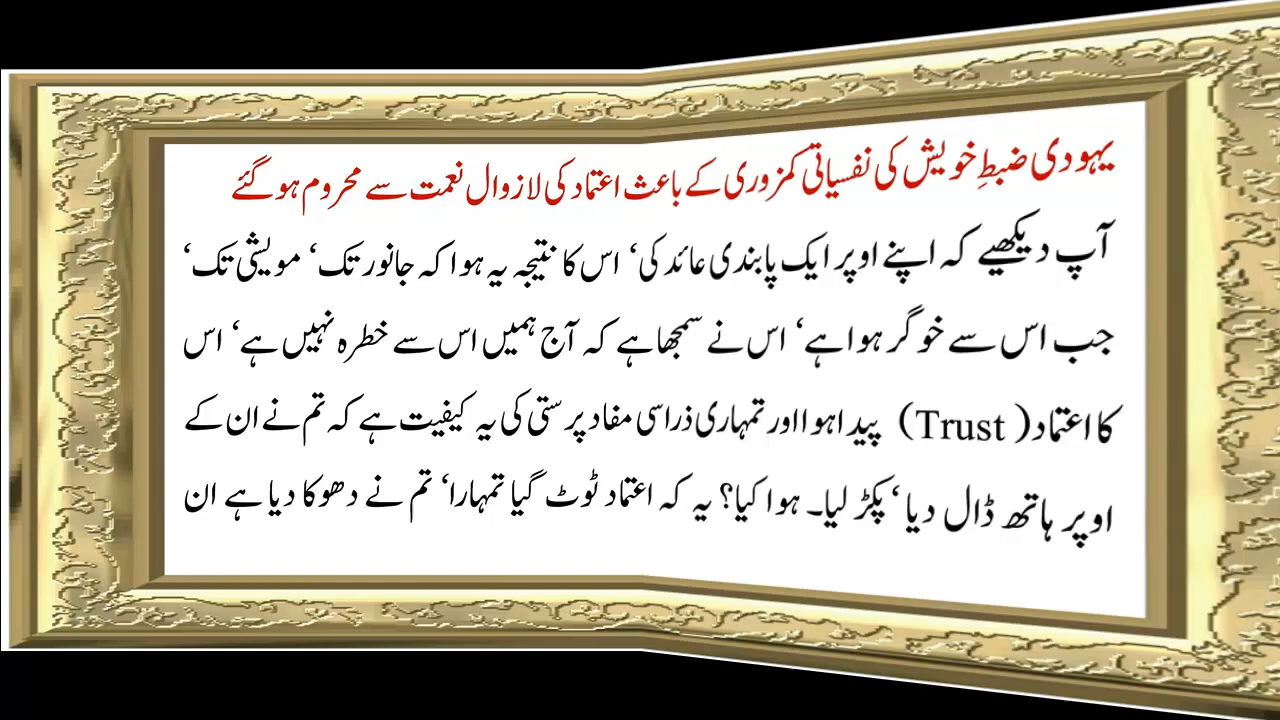 یہودی ضبطِ خویش کی نفسیاتی کمزوری کے باعث اعتماد کی لازوال نعمت سے محروم ہوگئے
آپ دیکھیے کہ اپنے اوپر ایک پابندی عائد کی‘ اس کا نتیجہ یہ ہوا کہ جانور تک‘ مویشی تک‘
جب اس سے خوگر ہوا ہے‘ اس نے سمجھا ہے کہ آج ہمیں اس سے خطرہ نہیں ہے‘ اس
کا اعتماد( Trust) پیدا ہوا اور تمہاری ذراسی مفاد پرستی کی یہ کیفیت ہے کہ تم نے ان کے
اوپر ہاتھ ڈال دیا‘ پکڑ لیا۔ ہوا کیا؟ یہ کہ اعتماد ٹوٹ گیا تمہارا‘ تم نے دھوکا دیا ہے ان